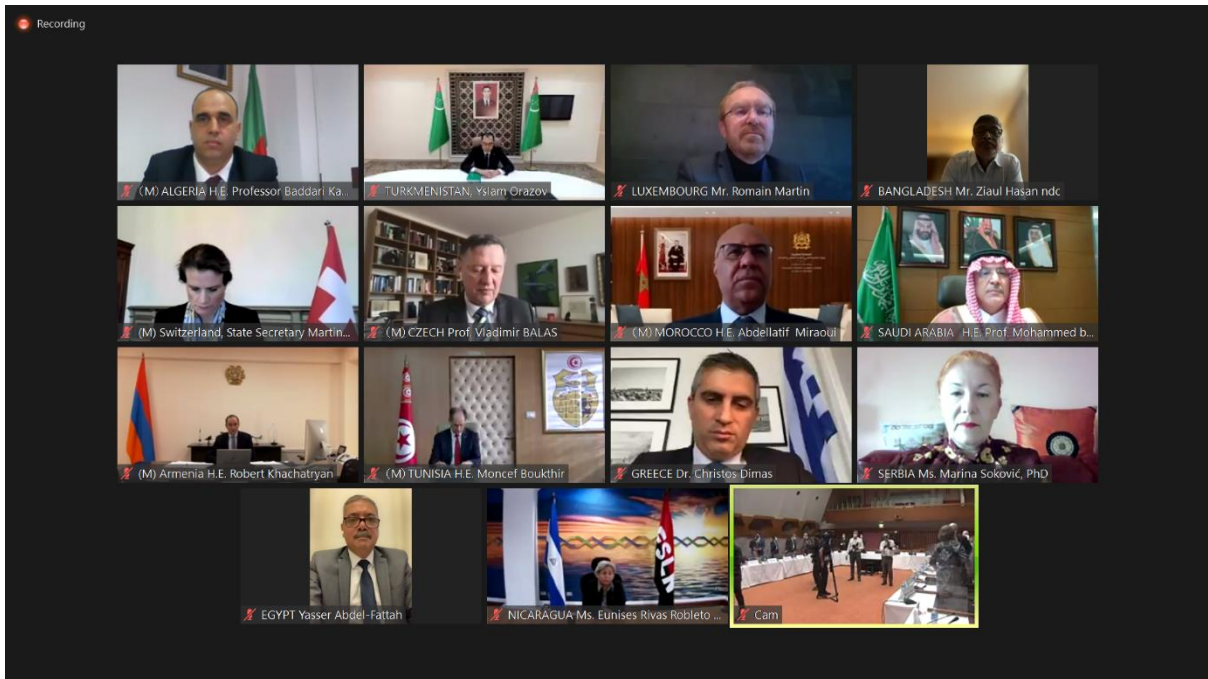 Recording
(M) ALGERIA H.E. Professor Baddari Ka...
TURKMENISTAN, Yslam Orazov
LUXEMBOURG Mr. Romain Martin
BANGLADESH Mr. Ziaul Hasan ndc
(M) Switzerland, State Secretary Martin...
(M) CZECH Prof. Vladimir BALAS
(M) MOROCCO H.E. Abdellatif Miraoui
SAUDI ARABIA H.E. Prof. Mohammed b...
(M) Armenia H.E. Robert Khachatryan
(M) TUNISIA H.E. Moncef Boukthir
GREECE Dr. Christos Dimas
SERBIA Ms. Marina Soković, PhD
EGYPT Yasser Abdel-Fattah
NICARAGUA Ms. Eunises Rivas Robleto ...
FSLN
Cam